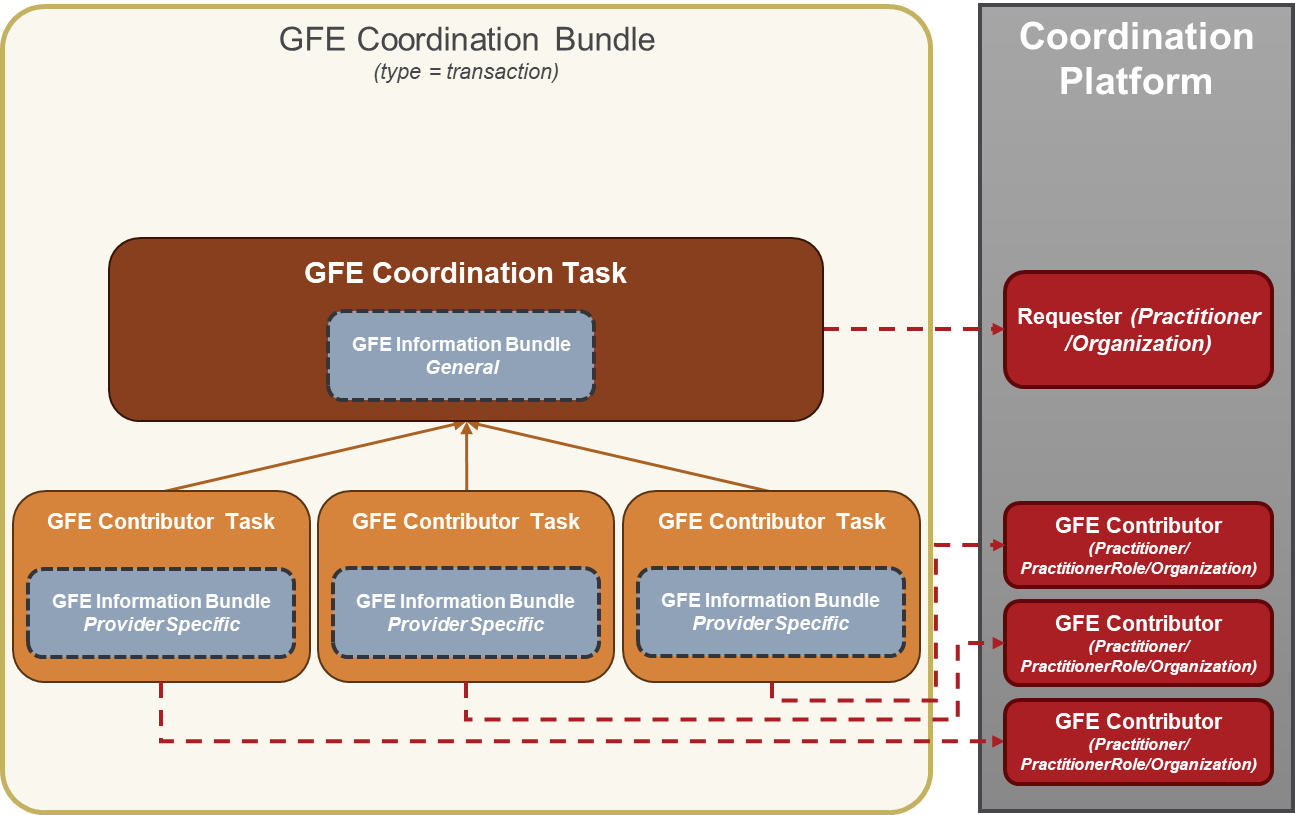 GFE Coordination Bundle
(type = transaction)
Coordination
Platform
GFE Coordination Task
GFE Information Bundle
General
Requester (Practitioner
/Organization)
GFE Contributor Task
GFE Information Bundle
Provider Specific
GFE Contributor Task
GFE Information Bundle
Provider Specific
GFE Contributor Task
GFE Information Bundle
Provider Specific
GFE Contributor
(Practitioner/
PractitionerRole/Organization)
GFE Contributor
(Practitioner/
PractitionerRole/Organization)
GFE Contributor
(Practitioner/
PractitionerRole/Organization)